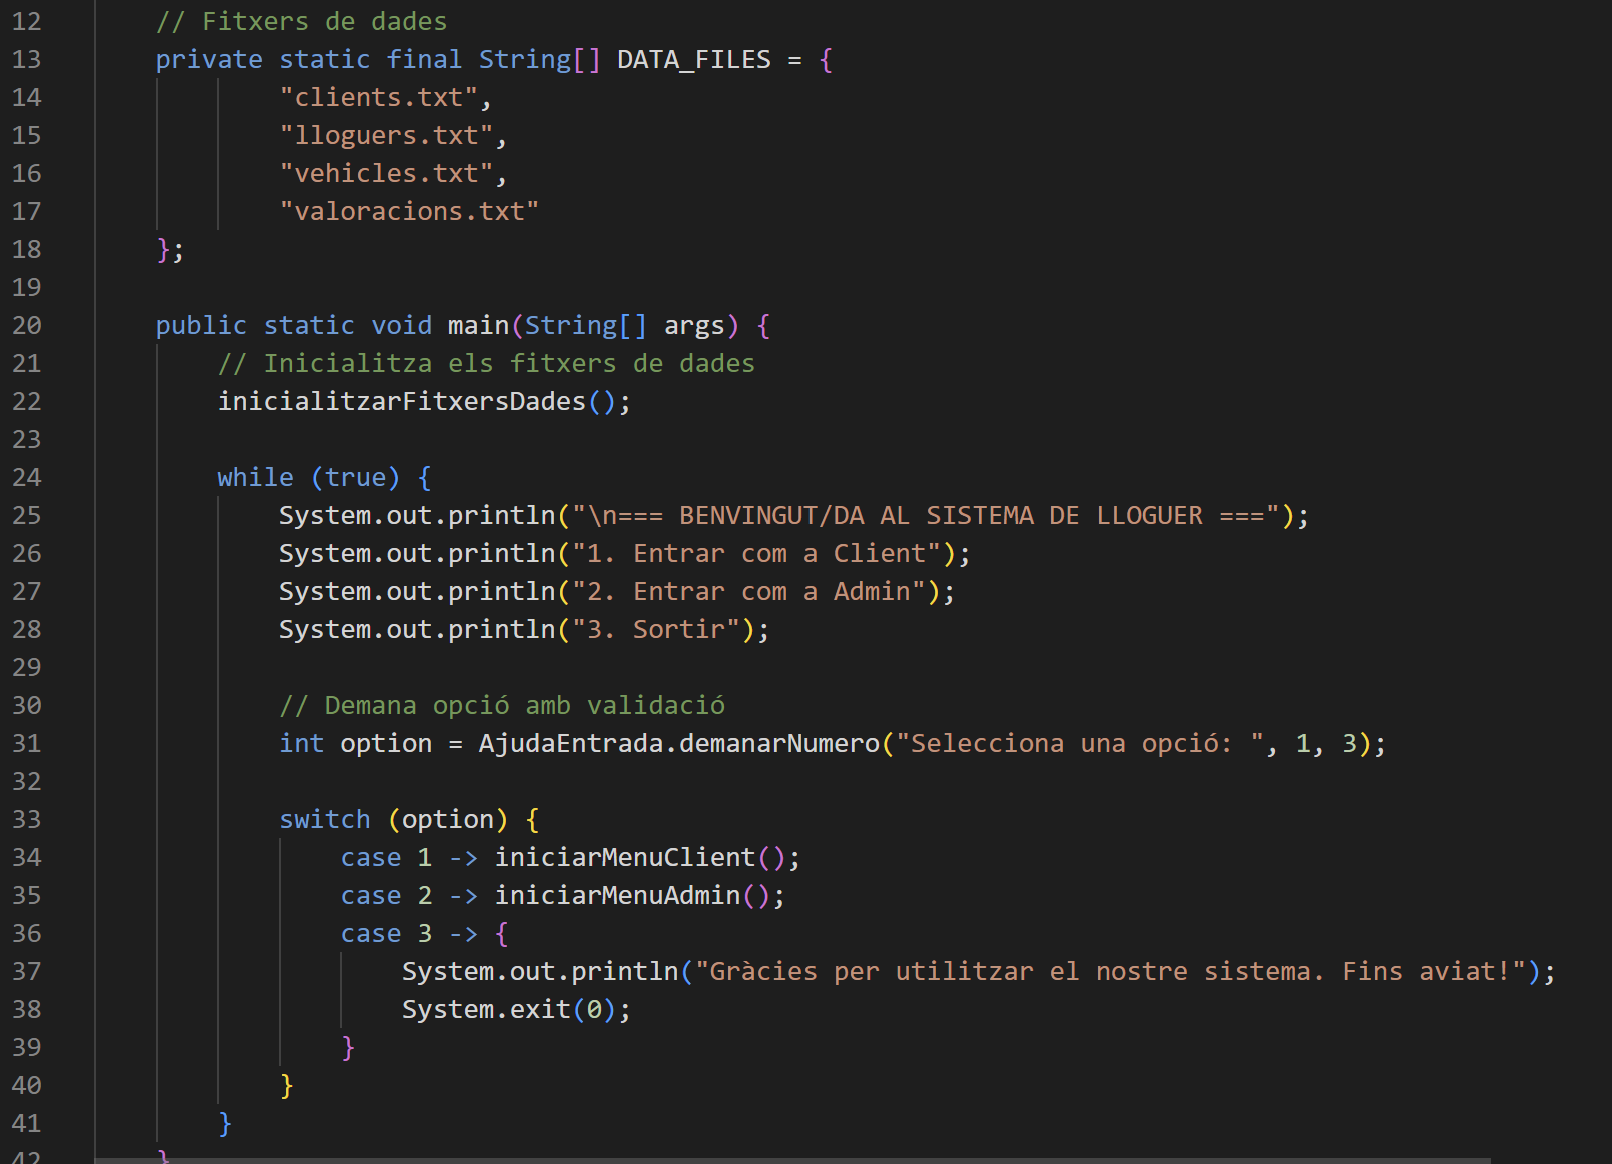 12 // Fitxers de dades
13 private static final String[] DATA_FILES = {
14 "clients.txt",
15 "lloguers.txt",
16 "vehicles.txt",
17 "valoracions.txt"
18 };
19
20 public static void main(String[] args) {
21 // Inicialitza els fitxers de dades
22 inicialitzarFitxersDades();
23
24 while (true) {
25 System.out.println("\n=== BENVINGUT/DA AL SISTEMA DE LLOGUER ===");
26 System.out.println("1. Entrar com a Client");
27 System.out.println("2. Entrar com a Admin");
28 System.out.println("3. Sortir");
29
30 // Demana opció amb validació
31 int option = AjudaEntrada.demanarNumero("Selecciona una opció: ", 1, 3);
32
33 switch (option) {
34 case 1 -> iniciarMenuClient();
35 case 2 -> iniciarMenuAdmin();
36 case 3 -> {
37 System.out.println("Gràcies per utilitzar el nostre sistema. Fins aviat!");
38 System.exit(0);
39 }
40 }
41 }
42 }